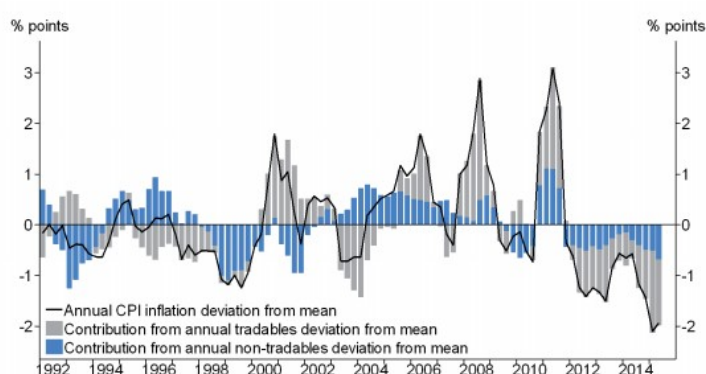 % points % points
3 3
2 2
1 1
0 0
-1 -1
-2 -2
Annual CPI inflation deviation from mean
Contribution from annual tradables deviation from mean
Contribution from annual non-tradables deviation from mean
1992 1994 1996 1998 2000 2002 2004 2006 2008 2010 2012 2014